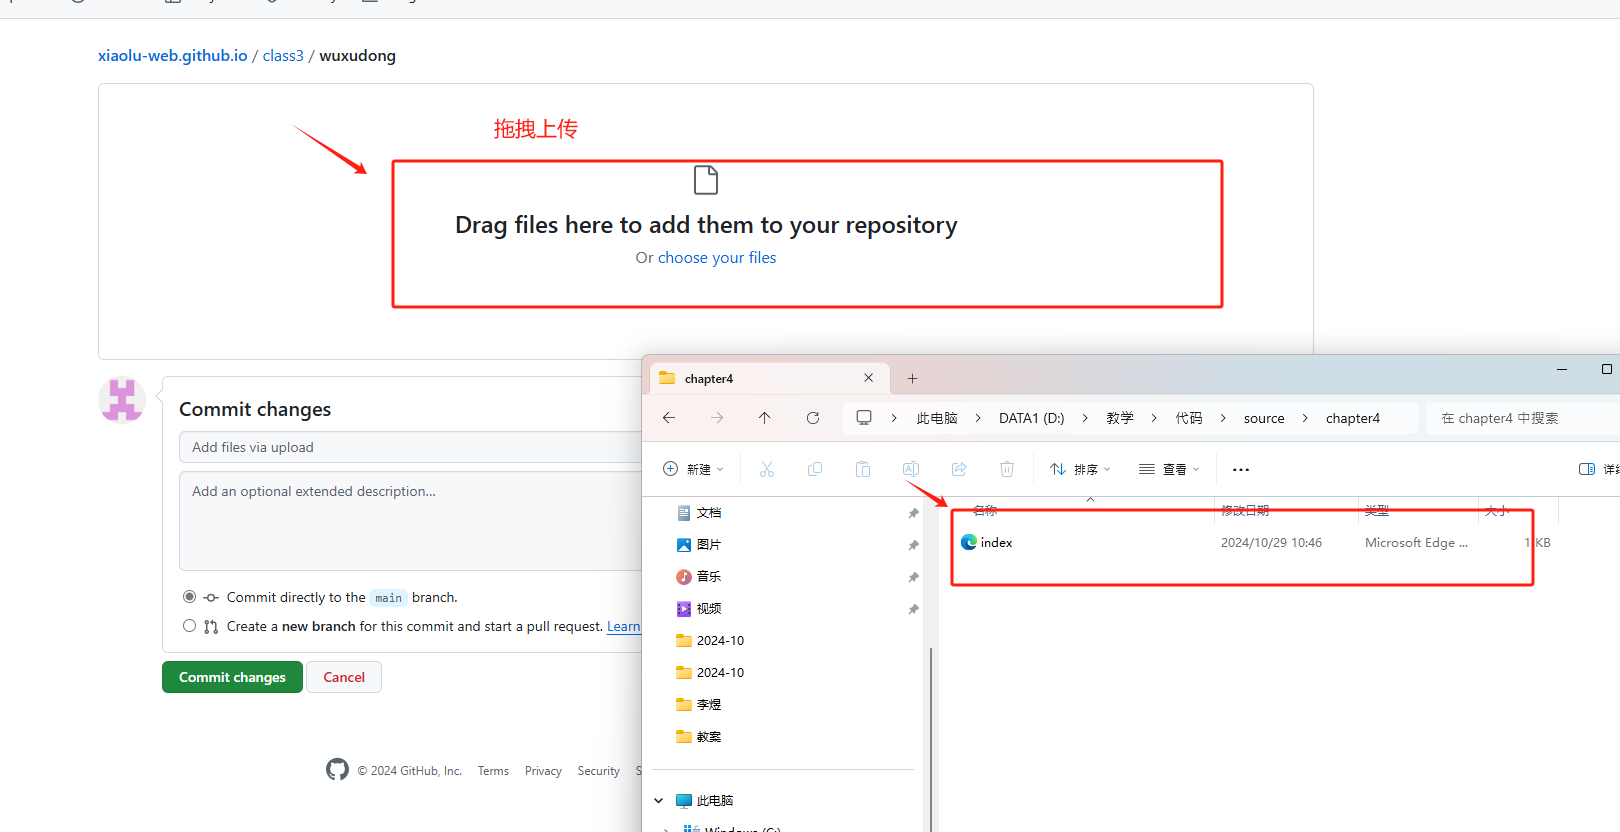 xiaolu-web.github.io / class3 / wuxudong
拖拽上传
Drag files here to add them to your repository
Or choose your files
Commit changes
Add files via upload
Add an optional extended description...
Commit directly to the main branch.
Create a new branch for this commit and start a pull request. Learn
Commit changes
Cancel
© 2024 GitHub, Inc.
Terms
Privacy
Security
chapter4
此电脑 > DATA1 (D:) > 教学 > 代码 > source > chapter4
在 chapter4 中搜索
新建
排序
查看
名称
修改日期
类型
大小
index
2024/10/29 10:46
Microsoft Edge ...
1 KB
文档
图片
音乐
视频
2024-10
2024-10
李煜
教案
此电脑
Windows (C:)